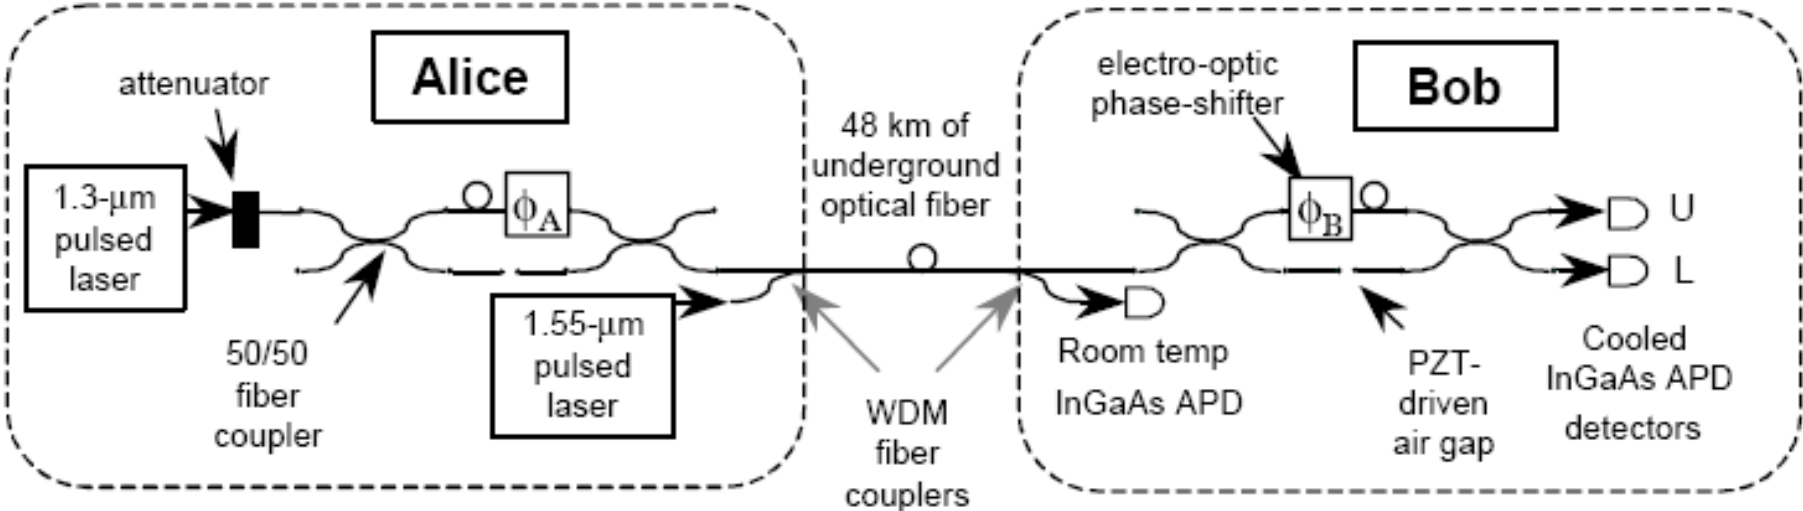 Alice
attenuator
1.3-μm
pulsed
laser
ϕA
50/50
fiber
coupler
1.55-μm
pulsed
laser
48 km of
underground
optical fiber
WDM
fiber
couplers
Bob
electro-optic
phase-shifter
ϕB
U
L
Room temp
InGaAs APD
PZT-
driven
air gap
Cooled
InGaAs APD
detectors